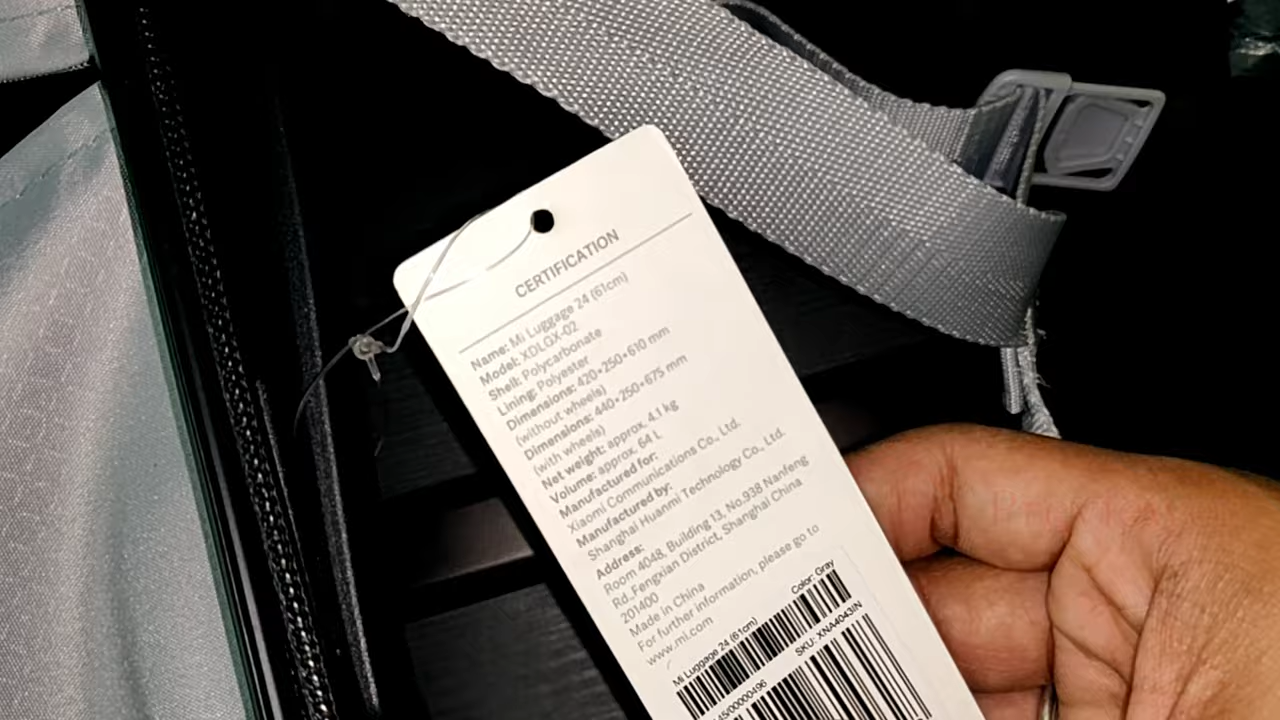 CERTIFICATION
Name: Mi Luggage 24 (61cm)
Model: XDLGX-02
Shell: Polycarbonate
Lining: Polyester
Dimensions: 420*250*610 mm
(without wheels)
Dimensions: 440*250*675 mm
(with wheels)
Net weight: approx. 4.1 kg
Volume: approx. 64 L
Manufactured for:
Xiaomi Communications Co., Ltd.
Manufactured by:
Shanghai Huanmi Technology Co., Ltd.
Address:
Room 4048, Building 13, No.938 Nanfeng
Rd.,Fengxian District, Shanghai China
201400
Made in China
For further information, please go to
www.mi.com
Mi Luggage 24 (61cm) Color: Gray
45/00000496 SKU: XNA4043IN